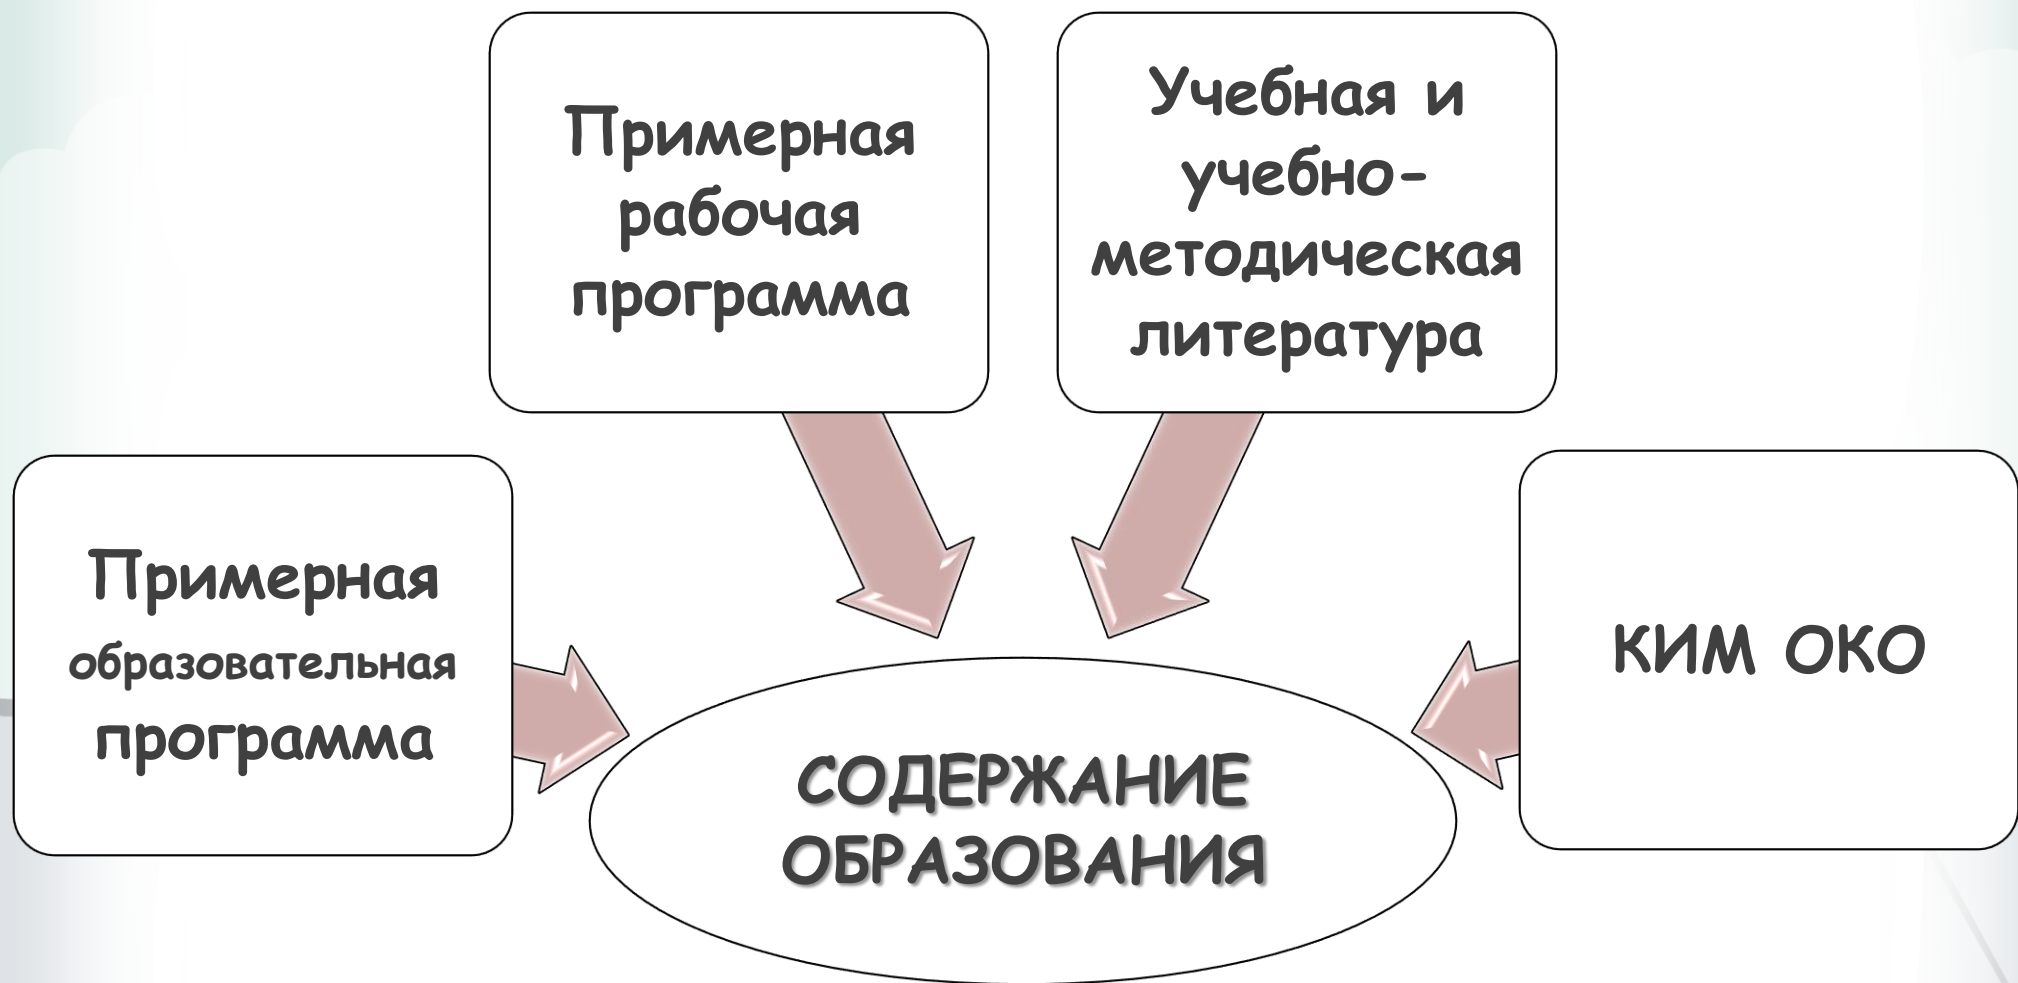 Примерная
рабочая
программа
Учебная и
учебно-
методическая
литература
Примерная
образовательная
программа
КИМ ОКО
СОДЕРЖАНИЕ
ОБРАЗОВАНИЯ